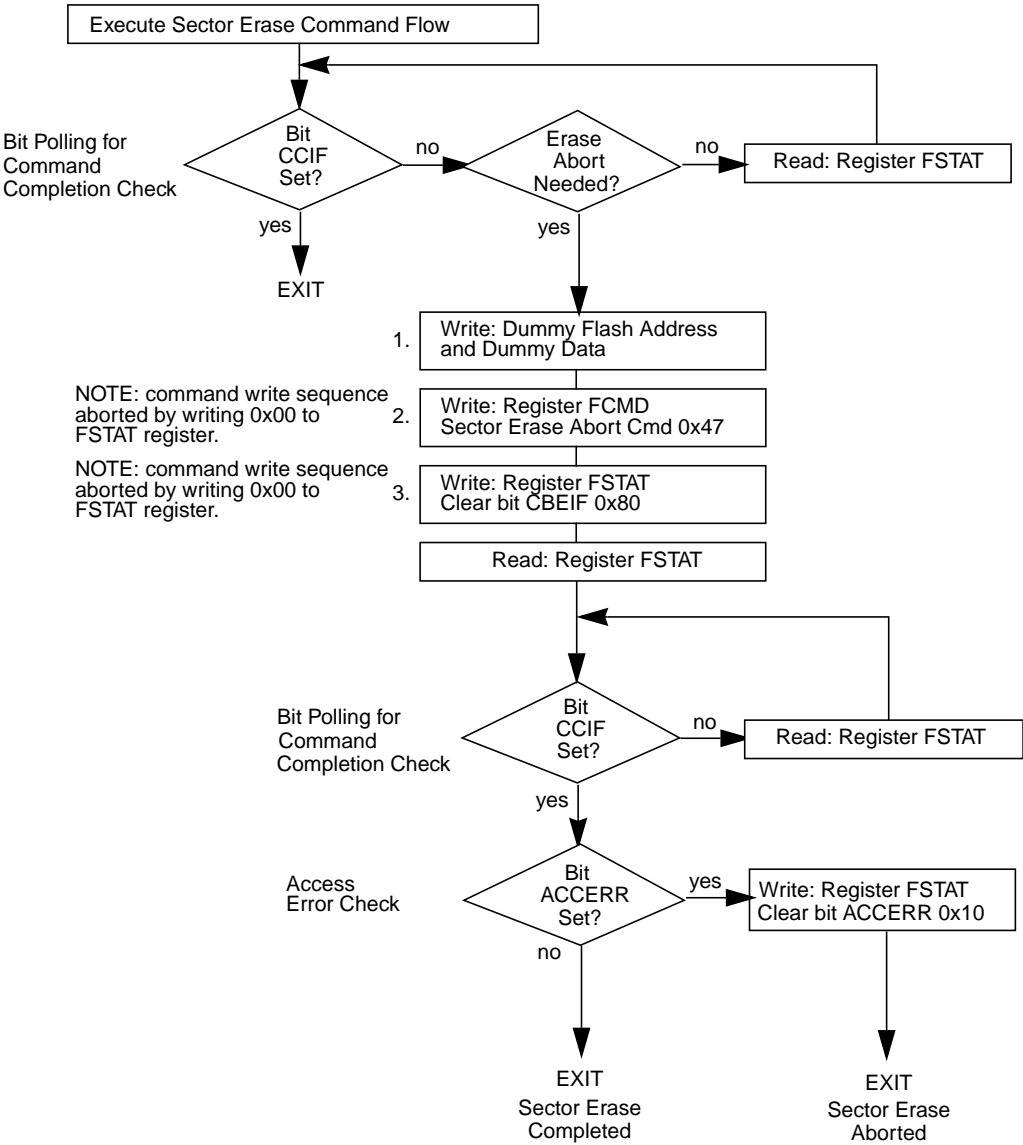 Execute Sector Erase Command Flow
Bit Polling for
Command
Completion Check
Bit
CCIF
Set?
no
yes
EXIT
Erase
Abort
Needed?
no
yes
Read: Register FSTAT
1.
Write: Dummy Flash Address
and Dummy Data
NOTE: command write sequence
aborted by writing 0x00 to
FSTAT register.
2.
Write: Register FCMD
Sector Erase Abort Cmd 0x47
NOTE: command write sequence
aborted by writing 0x00 to
FSTAT register.
3.
Write: Register FSTAT
Clear bit CBEIF 0x80
Read: Register FSTAT
Bit Polling for
Command
Completion Check
Bit
CCIF
Set?
no
Read: Register FSTAT
yes
Access
Error Check
Bit
ACCERR
Set?
yes
Write: Register FSTAT
Clear bit ACCERR 0x10
no
EXIT
Sector Erase
Completed
EXIT
Sector Erase
Aborted